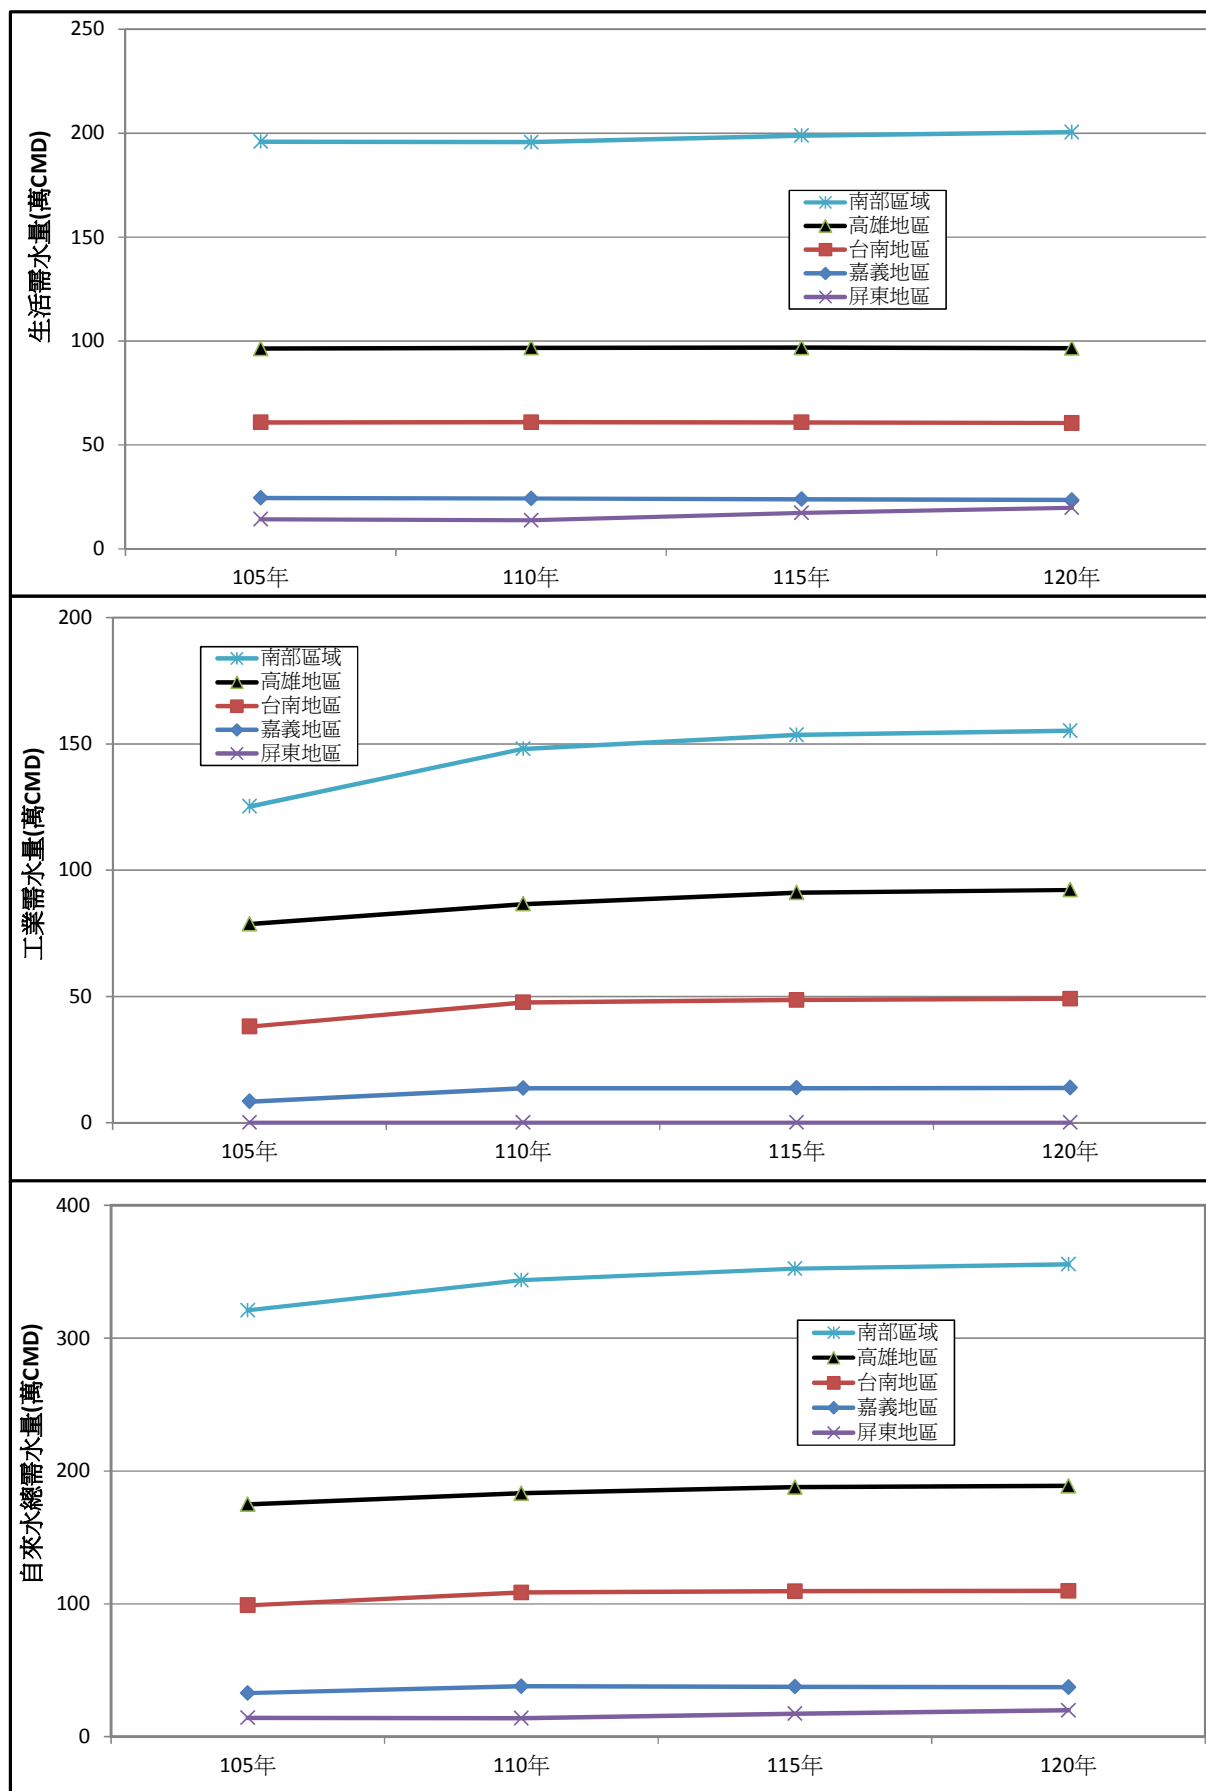 250
200
150
100
50
0
生活需水量(萬CMD)
南部區域
高雄地區
台南地區
嘉義地區
屏東地區
105年 110年 115年 120年
200
150
100
50
0
工業需水量(萬CMD)
南部區域
高雄地區
台南地區
嘉義地區
屏東地區
105年 110年 115年 120年
400
300
200
100
0
自來水總需水量(萬CMD)
南部區域
高雄地區
台南地區
嘉義地區
屏東地區
105年 110年 115年 120年